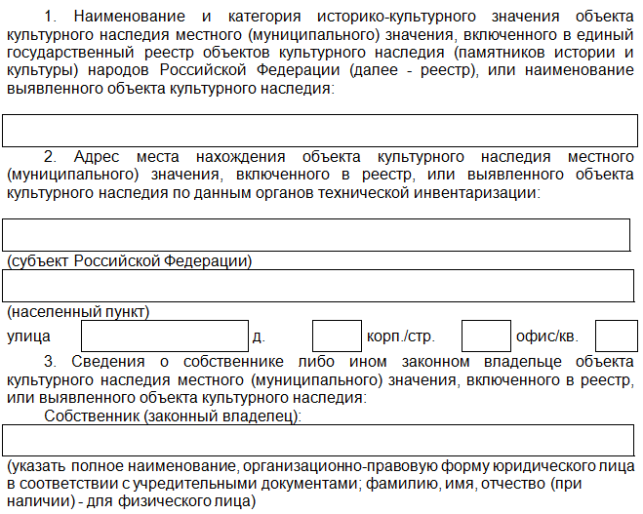 1. Наименование и категория историко-культурного значения объекта
культурного наследия местного (муниципального) значения, включенного в единый
государственный реестр объектов культурного наследия (памятников истории и
культуры) народов Российской Федерации (далее - реестр), или наименование
выявленного объекта культурного наследия:
2. Адрес места нахождения объекта культурного наследия местного
(муниципального) значения, включенного в реестр, или выявленного объекта
культурного наследия по данным органов технической инвентаризации:
(субъект Российской Федерации)
(населенный пункт)
улица д. корп./стр. офис/кв.
3. Сведения о собственнике либо ином законном владельце объекта
культурного наследия местного (муниципального) значения, включенного в реестр,
или выявленного объекта культурного наследия:
Собственник (законный владелец):
(указать полное наименование, организационно-правовую форму юридического лица
в соответствии с учредительными документами; фамилию, имя, отчество (при
наличии) - для физического лица)